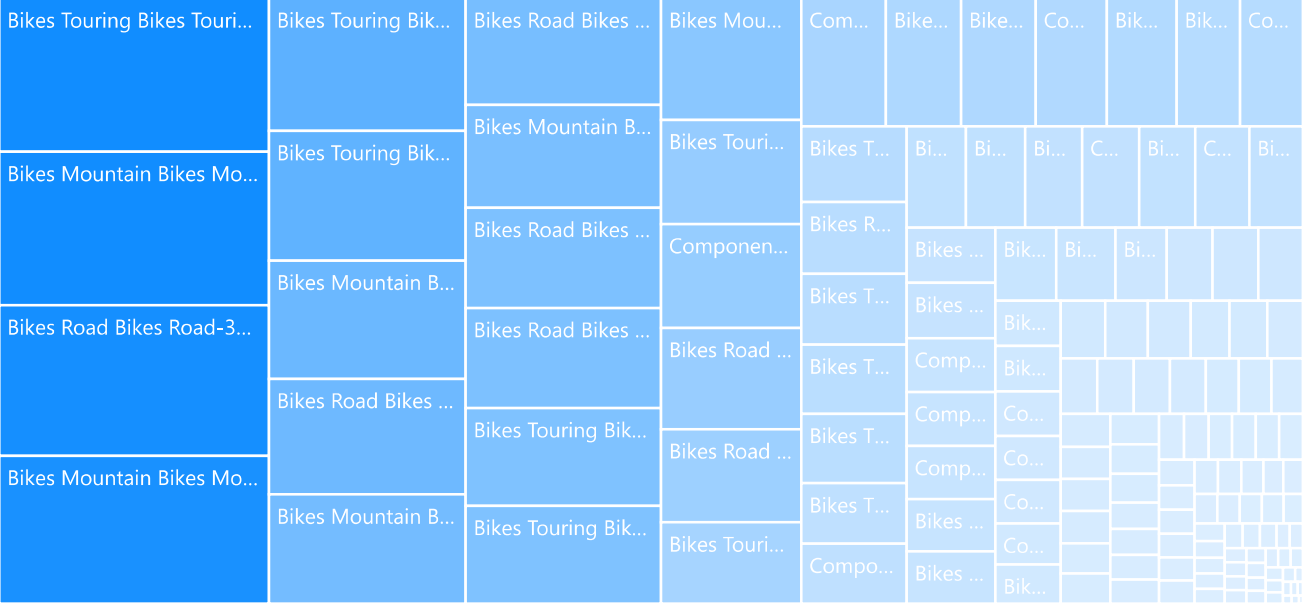 Bikes Touring Bikes Touri...
Bikes Mountain Bikes Mo...
Bikes Road Bikes Road-3...
Bikes Mountain Bikes Mo...
Bikes Touring Bik...
Bikes Touring Bik...
Bikes Mountain B...
Bikes Road Bikes ...
Bikes Mountain B...
Bikes Road Bikes ...
Bikes Mountain B...
Bikes Road Bikes ...
Bikes Road Bikes ...
Bikes Touring Bik...
Bikes Touring Bik...
Bikes Mou...
Bikes Touri...
Componen...
Bikes Road ...
Bikes Road ...
Bikes Touri...
Com...
Bike...
Bike...
Co...
Bik...
Bik...
Co...
Bikes T...
Bikes R...
Bikes T...
Bikes T...
Bikes T...
Bikes T...
Compo...
Bi...
Bi...
Bi...
C...
Bi...
C...
Bi...
Bikes ...
Bikes ...
Comp...
Comp...
Comp...
Bikes ...
Bikes ...
Bik...
Bi...
Bi...
Bik...
Bik...
Co...
Co...
Co...
Co...
Bik...